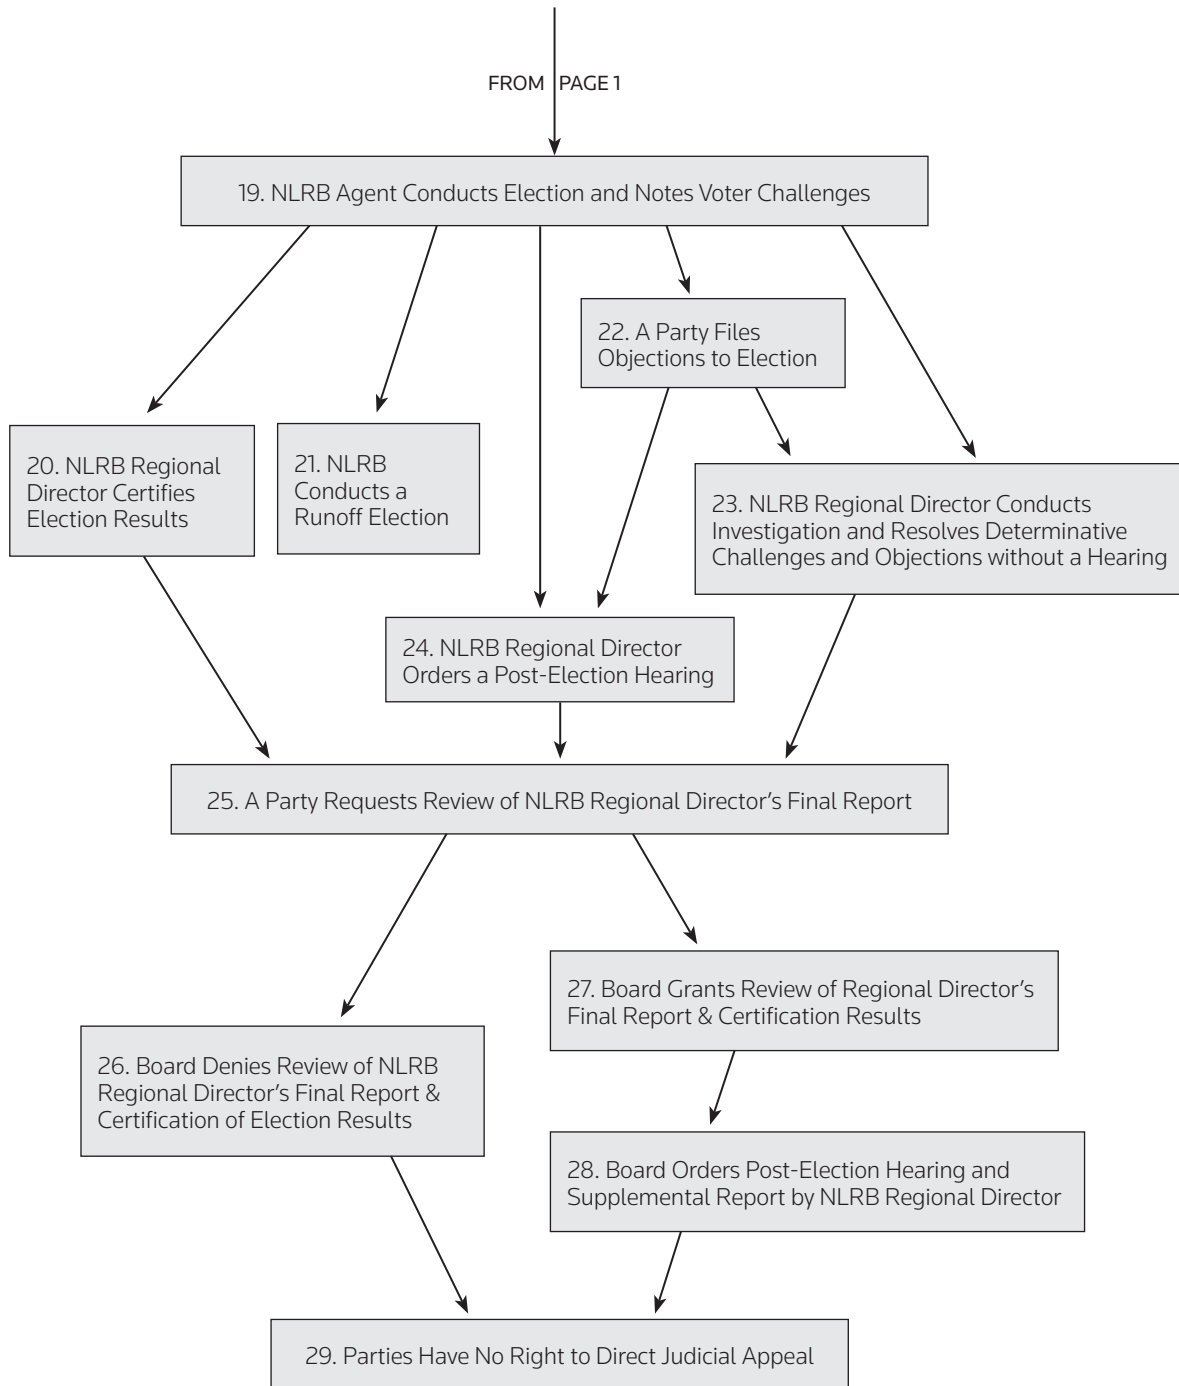 FROM PAGE 1
19. NLRB Agent Conducts Election and Notes Voter Challenges
22. A Party Files
Objections to Election
20. NLRB Regional
Director Certifies
Election Results
21. NLRB
Conducts a
Runoff Election
23. NLRB Regional Director Conducts
Investigation and Resolves Determinative
Challenges and Objections without a Hearing
24. NLRB Regional Director
Orders a Post-Election Hearing
25. A Party Requests Review of NLRB Regional Director’s Final Report
27. Board Grants Review of Regional Director’s
Final Report & Certification Results
26. Board Denies Review of NLRB
Regional Director’s Final Report &
Certification of Election Results
28. Board Orders Post-Election Hearing and
Supplemental Report by NLRB Regional Director
29. Parties Have No Right to Direct Judicial Appeal